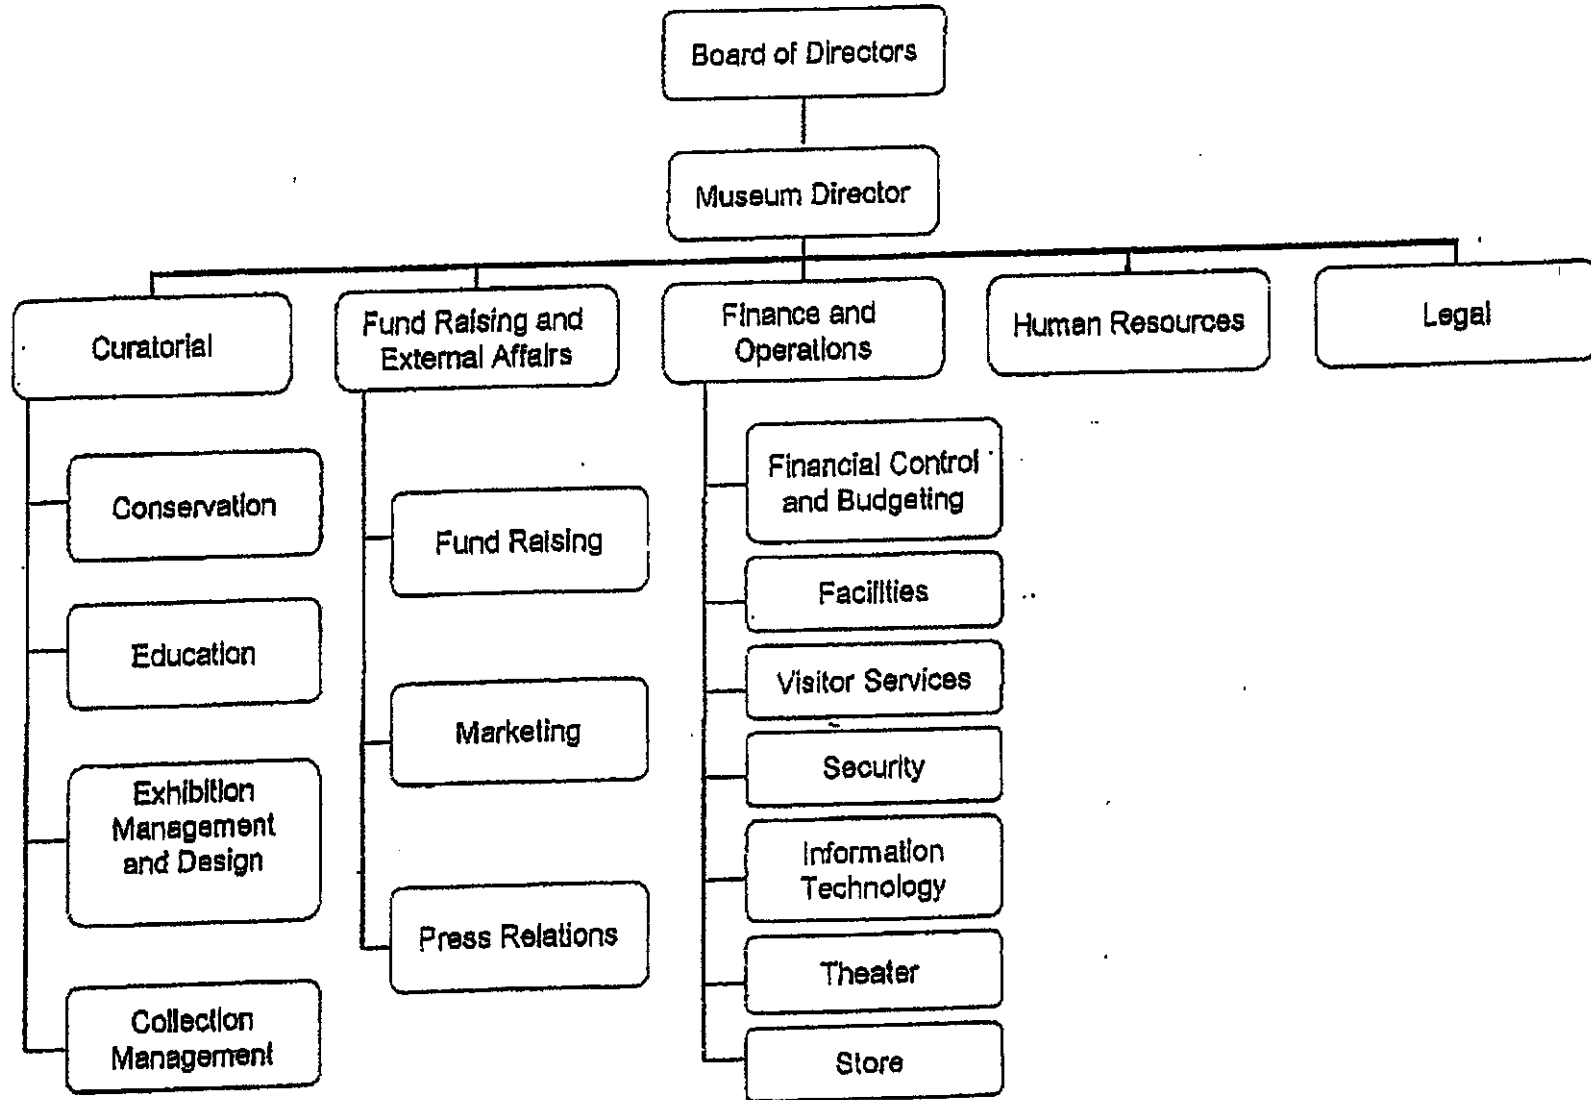 Board of Directors
Museum Director
Curatorial
Fund Raising and
External Affairs
Finance and
Operations
Human Resources
Legal
Conservation
Education
Exhibition
Management
and Design
Collection
Management
Fund Raising
Marketing
Press Relations
Financial Control
and Budgeting
Facilities
Visitor Services
Security
Information
Technology
Theater
Store